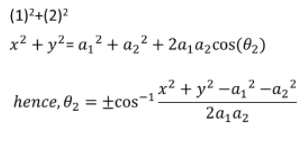 (1)²+(2)²
x² + y²= a₁² + a₂² + 2a₁a₂cos(θ₂)
hence, θ₂ = ±cos⁻¹ (x² + y² −a₁² −a₂²) / (2a₁a₂)